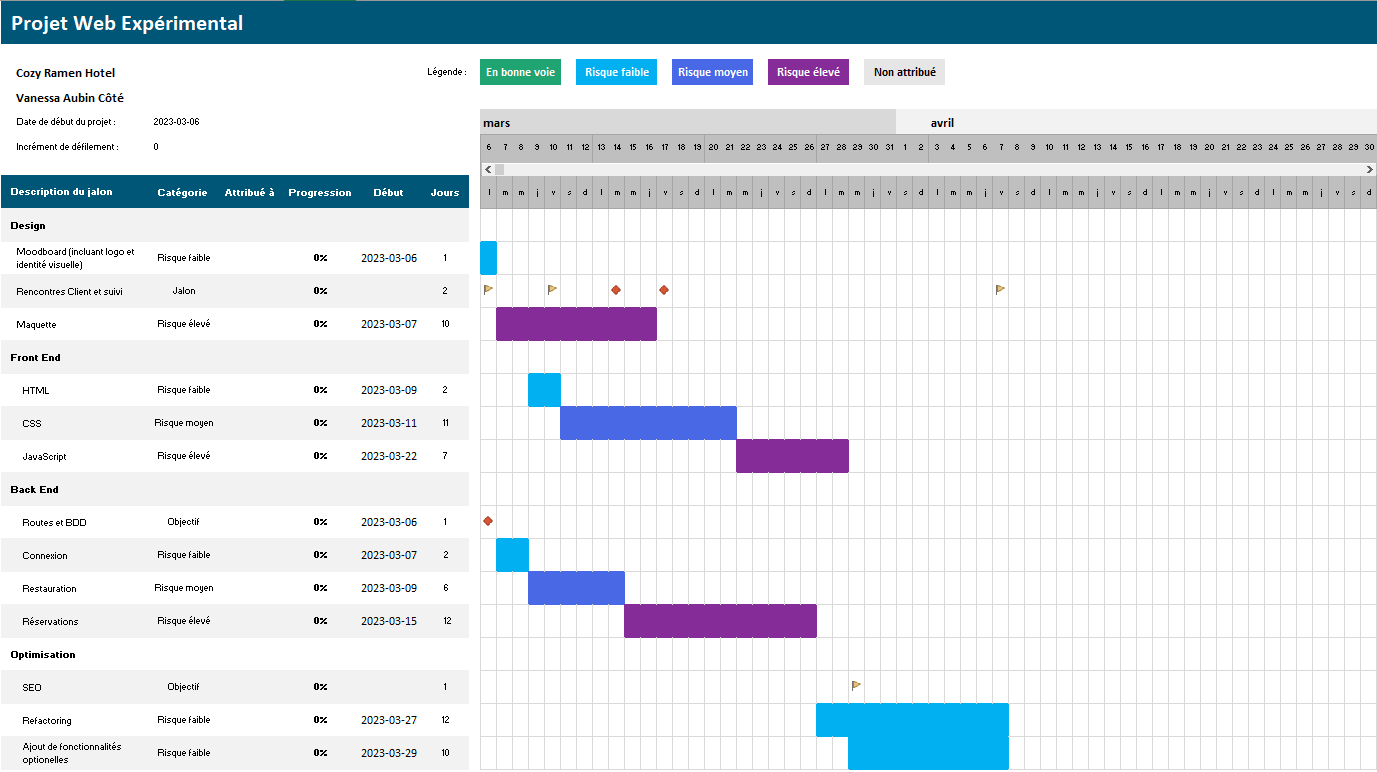 Projet Web Expérimental
Cozy Ramen Hotel
Légende :
En bonne voie Risque faible Risque moyen Risque élevé Non attribué
Vanessa Aubin Côté
Date de début du projet : 2023-03-06
mars avril
Incrément de défilement : 0
6 7 8 9 10 11 12 13 14 15 16 17 18 19 20 21 22 23 24 25 26 27 28 29 30 31 1 2 3 4 5 6 7 8 9 10 11 12 13 14 15 16 17 18 19 20 21 22 23 24 25 26 27 28 29 30
Description du jalon Catégorie Attribué à Progression Début Jours
l m m j v s d l m m j v s d l m m j v s d l m m j v s d l m m j v s d l m m j v s d l m m j v s d l m m j v s d
Design
Moodboard (incluant logo et
identité visuelle) Risque faible 0% 2023-03-06 1
Rencontres Client et suivi Jalon 0% 2
Maquette Risque élevé 0% 2023-03-07 10
Front End
HTML Risque faible 0% 2023-03-09 2
CSS Risque moyen 0% 2023-03-11 11
JavaScript Risque élevé 0% 2023-03-22 7
Back End
Routes et BDD Objectif 0% 2023-03-06 1
Connexion Risque faible 0% 2023-03-07 2
Restauration Risque moyen 0% 2023-03-09 6
Réservations Risque élevé 0% 2023-03-15 12
Optimisation
SEO Objectif 0% 1
Refactoring Risque faible 0% 2023-03-27 12
Ajout de fonctionnalités
optionelles Risque faible 0% 2023-03-29 10